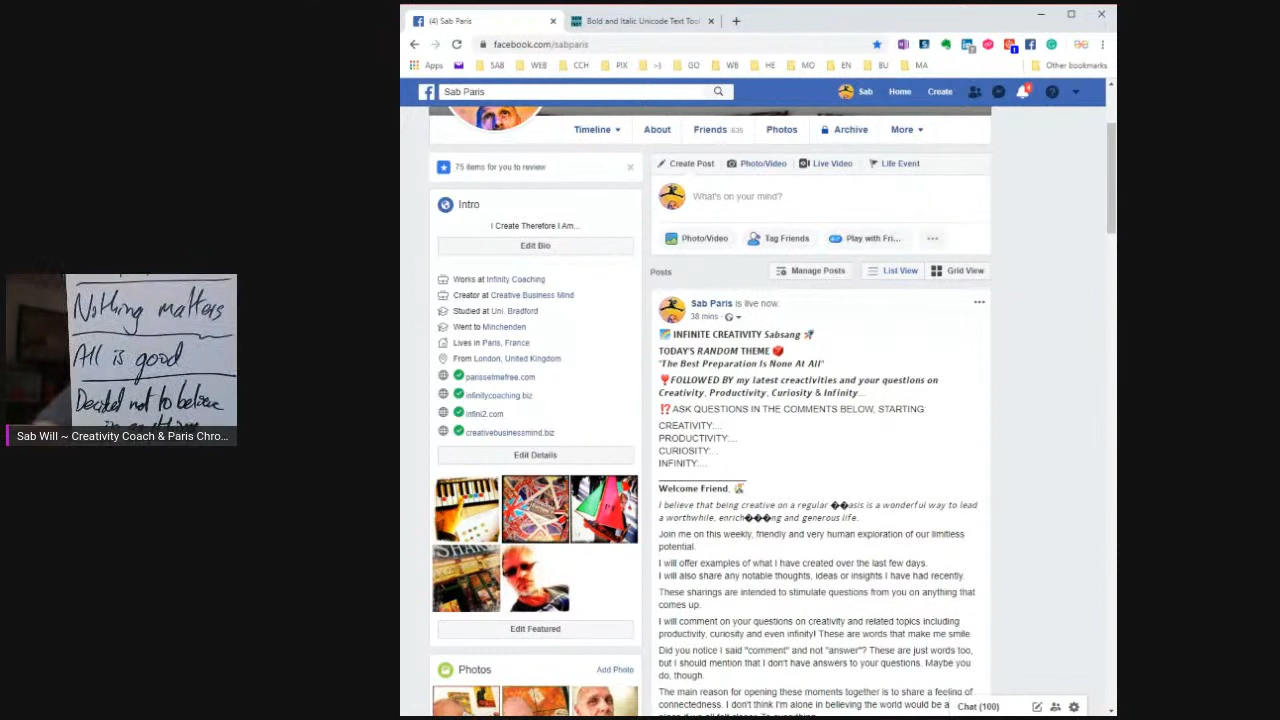 (4) Sab Paris
Bold and Italic Unicode Text Tool
facebook.com/sabparis
Apps SAB WEB CCH PIX :-) GO WB HE MO EN BU MA Other bookmarks
Sab Paris
Sab Home Create
Timeline About Friends 635 Photos Archive More
75 items for you to review
Intro
I Create Therefore I Am...
Edit Bio
Works at Infinity Coaching
Creator at Creative Business Mind
Studied at Uni. Bradford
Went to Minchenden
Lives in Paris, France
From London, United Kingdom
parissetmefree.com
infinitycoaching.biz
infini2.com
creativebusinessmind.biz
Edit Details
Edit Featured
Photos Add Photo
Create Post Photo/Video Live Video Life Event
What's on your mind?
Photo/Video Tag Friends Play with Fri...
Posts Manage Posts List View Grid View
Sab Paris is live now.
38 mins
INFINITE CREATIVITY Sabsang
TODAY'S RANDOM THEME
"The Best Preparation Is None At All"
FOLLOWED BY my latest creactivities and your questions on
Creativity, Productivity, Curiosity & Infinity...
⁉ASK QUESTIONS IN THE COMMENTS BELOW, STARTING
CREATIVITY:...
PRODUCTIVITY:...
CURIOSITY:...
INFINITY:...
Welcome Friend,
I believe that being creative on a regular ��asis is a wonderful way to lead
a worthwhile, enrich���ng and generous life.
Join me on this weekly, friendly and very human exploration of our limitless
potential.
I will offer examples of what I have created over the last few days.
I will also share any notable thoughts, ideas or insights I have had recently.
These sharings are intended to stimulate questions from you on anything that
comes up.
I will comment on your questions on creativity and related topics including
productivity, curiosity and even infinity! These are words that make me smile.
Did you notice I said "comment" and not "answer"? These are just words too,
but I should mention that I don't have answers to your questions. Maybe you
do, though.
The main reason for opening these moments together is to share a feeling of
connectedness. I don't think I'm alone in believing the world would be a
Chat (100)
Nothing matters
All is good
Decided not to believe
in anything
Sab Will ~ Creativity Coach & Paris Chro...